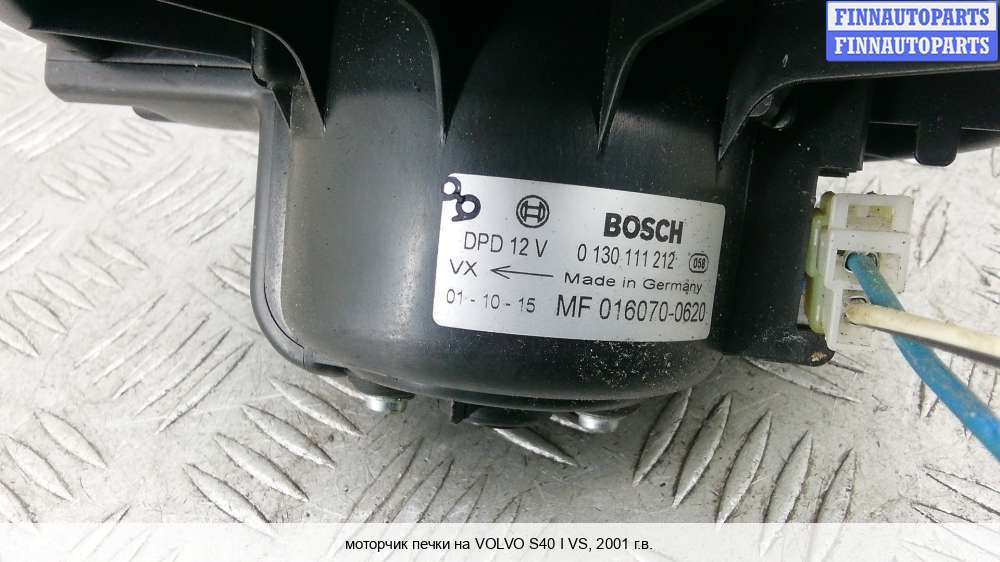 FINNAUTOPARTS
FINNAUTOPARTS
BOSCH
DPD 12 V 0 130 111 212 058
VX Made in Germany
01-10-15 MF 016070-0620
моторчик печки на VOLVO S40 I VS, 2001 г.в.